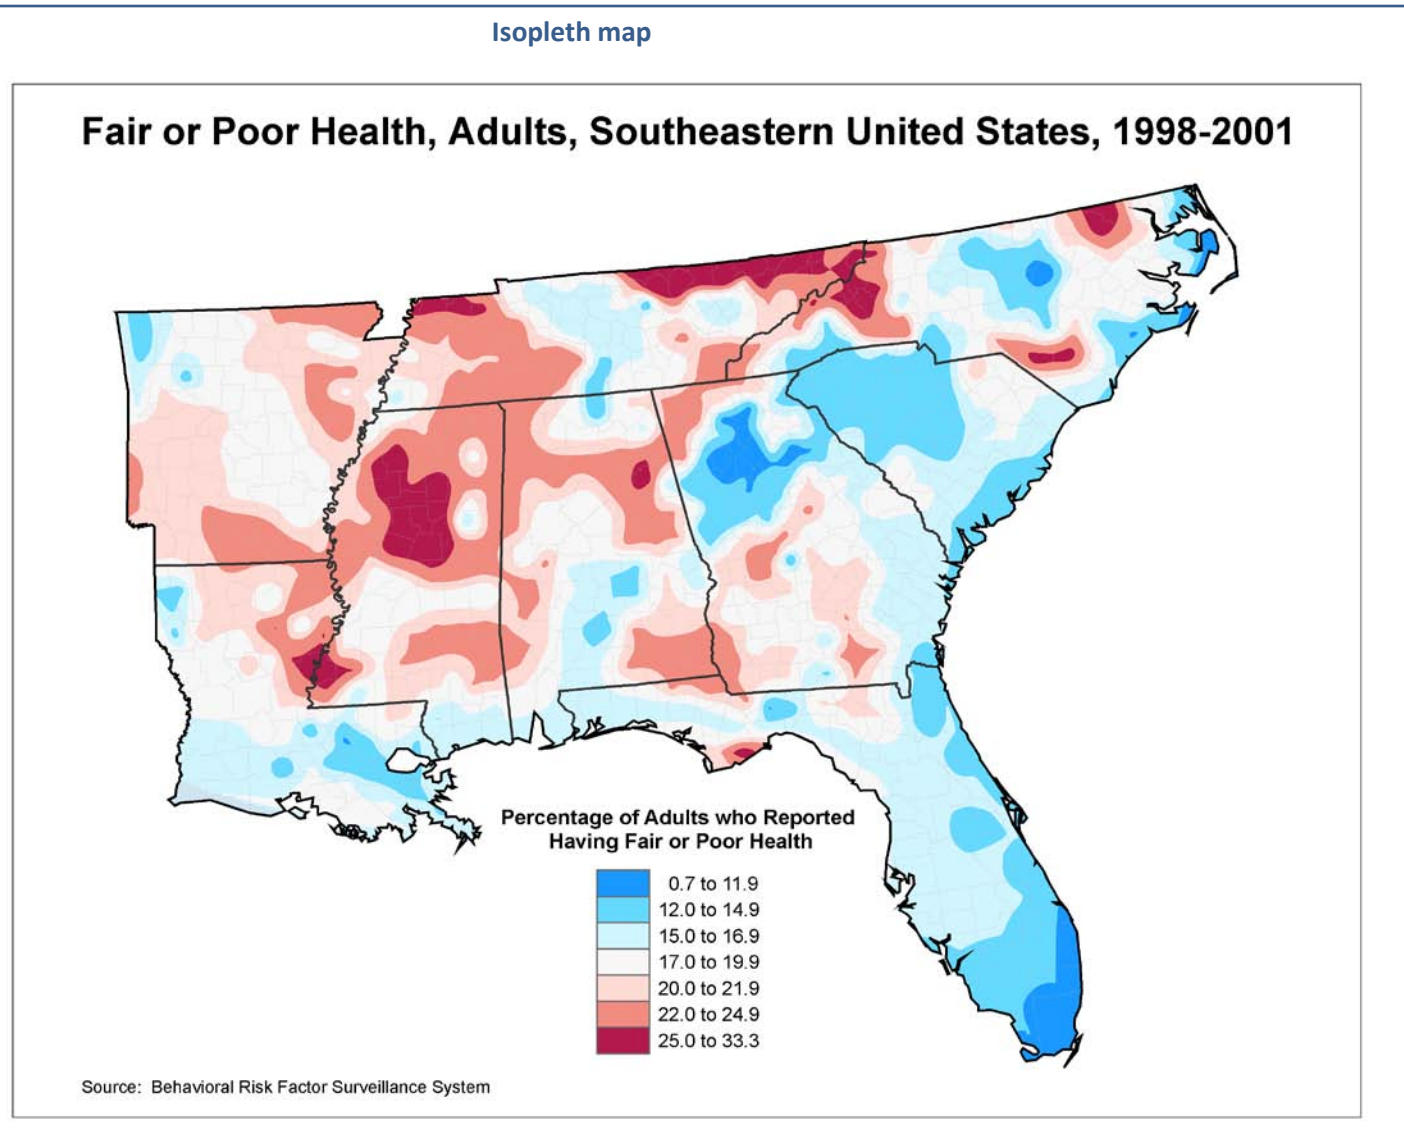 Isopleth map
Fair or Poor Health, Adults, Southeastern United States, 1998-2001
Percentage of Adults who Reported
Having Fair or Poor Health
0.7 to 11.9
12.0 to 14.9
15.0 to 16.9
17.0 to 19.9
20.0 to 21.9
22.0 to 24.9
25.0 to 33.3
Source: Behavioral Risk Factor Surveillance System